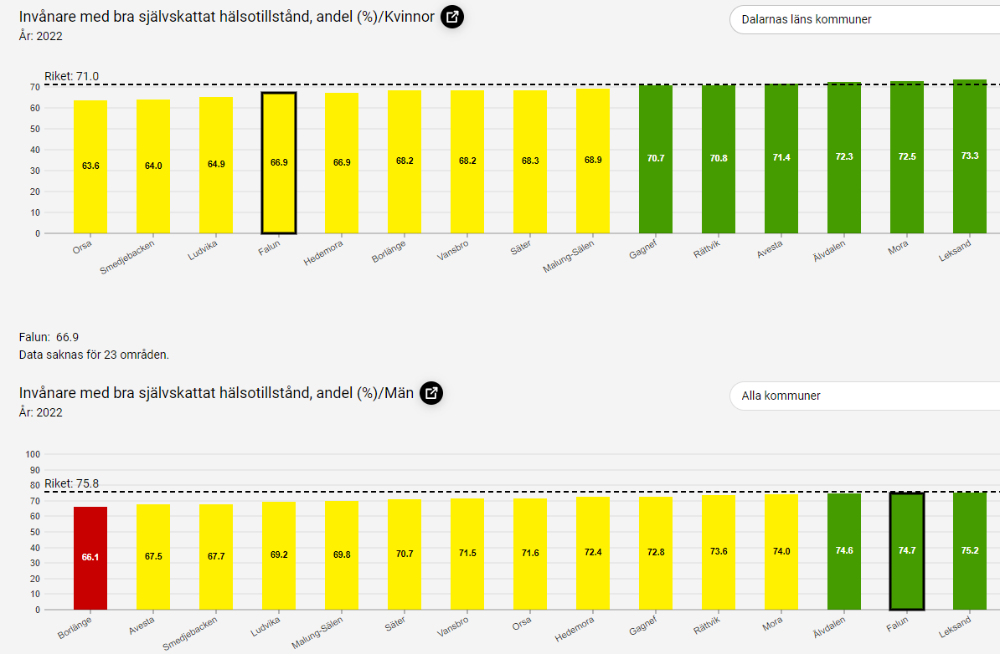 Invånare med bra självskattat hälsotillstånd, andel (%)/Kvinnor
Dalarnas läns kommuner
År: 2022
Riket: 71.0
70
60
50
40
30
20
10
0
63.6
64.0
64.9
66.9
66.9
68.2
68.2
68.3
68.9
70.7
70.8
71.4
72.3
72.5
73.3
Orsa
Smedjebacken
Ludvika
Falun
Hedemora
Borlänge
Vansbro
Säter
Malung-Sälen
Gagnef
Rättvik
Avesta
Älvdalen
Mora
Leksand
Falun: 66.9
Data saknas för 23 områden.
Invånare med bra självskattat hälsotillstånd, andel (%)/Män
Alla kommuner
År: 2022
100
90
80
Riket: 75.8
70
60
50
40
30
20
10
0
66.1
67.5
67.7
69.2
69.8
70.7
71.5
71.6
72.4
72.8
73.6
74.0
74.6
74.7
75.2
Borlänge
Avesta
Smedjebacken
Ludvika
Malung-Sälen
Säter
Vansbro
Orsa
Hedemora
Gagnef
Rättvik
Mora
Älvdalen
Falun
Leksand